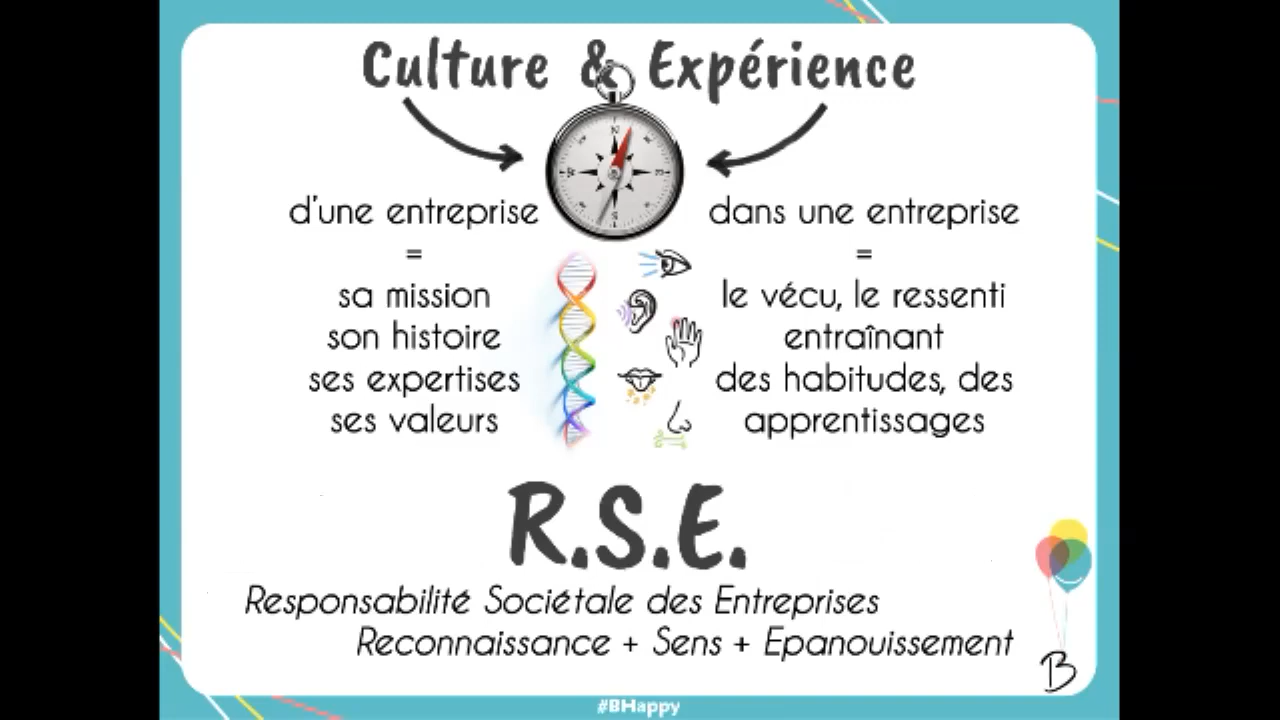 Culture & Expérience
d'une entreprise
=
sa mission
son histoire
ses expertises
ses valeurs
dans une entreprise
=
le vécu, le ressenti
entraînant
des habitudes, des
apprentissages
N
S
R.S.E.
Responsabilité Sociétale des Entreprises
Reconnaissance + Sens + Epanouissement
B
#BHappy